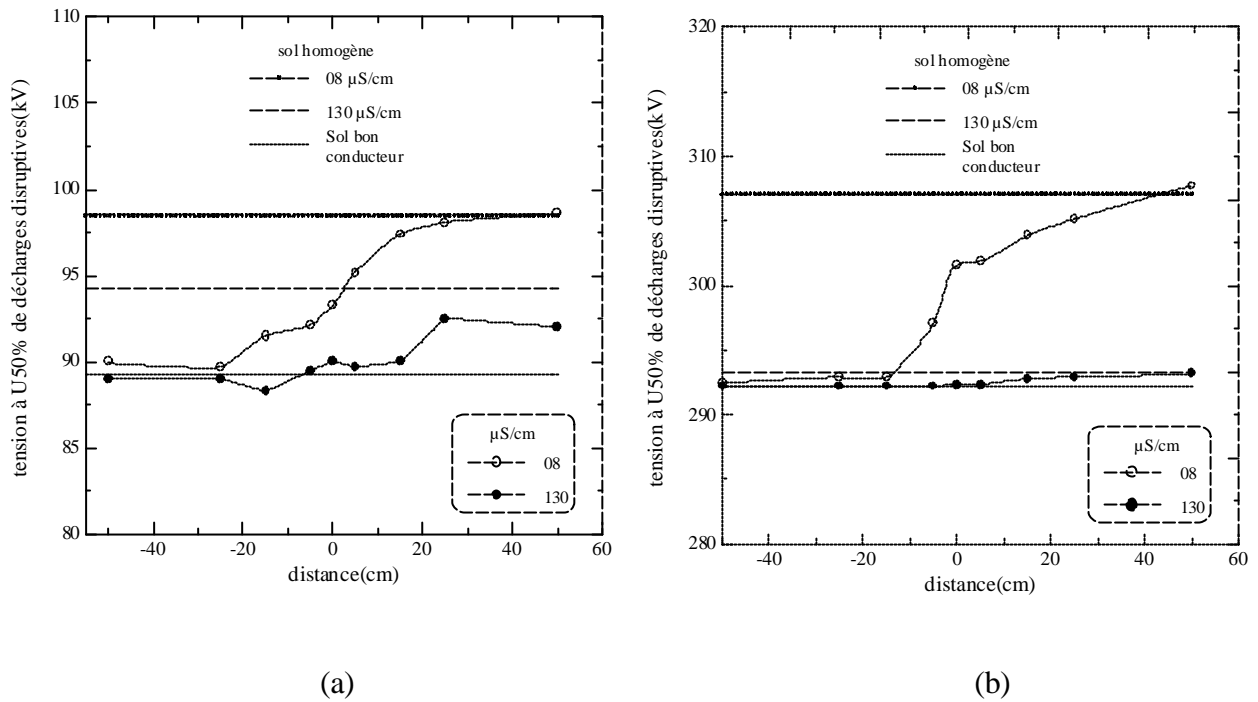 tension à U50% de décharges disruptives(kV)
110
105
100
95
90
85
80
sol homogène
08 µS/cm
130 µS/cm
Sol bon
conducteur
µS/cm
08
130
-40
-20
0
20
40
60
distance(cm)
(a)
tension à U50% de décharges disruptives(kV)
320
310
300
290
280
sol homogène
08 µS/cm
130 µS/cm
Sol bon
conducteur
µS/cm
08
130
-40
-20
0
20
40
60
distance(cm)
(b)